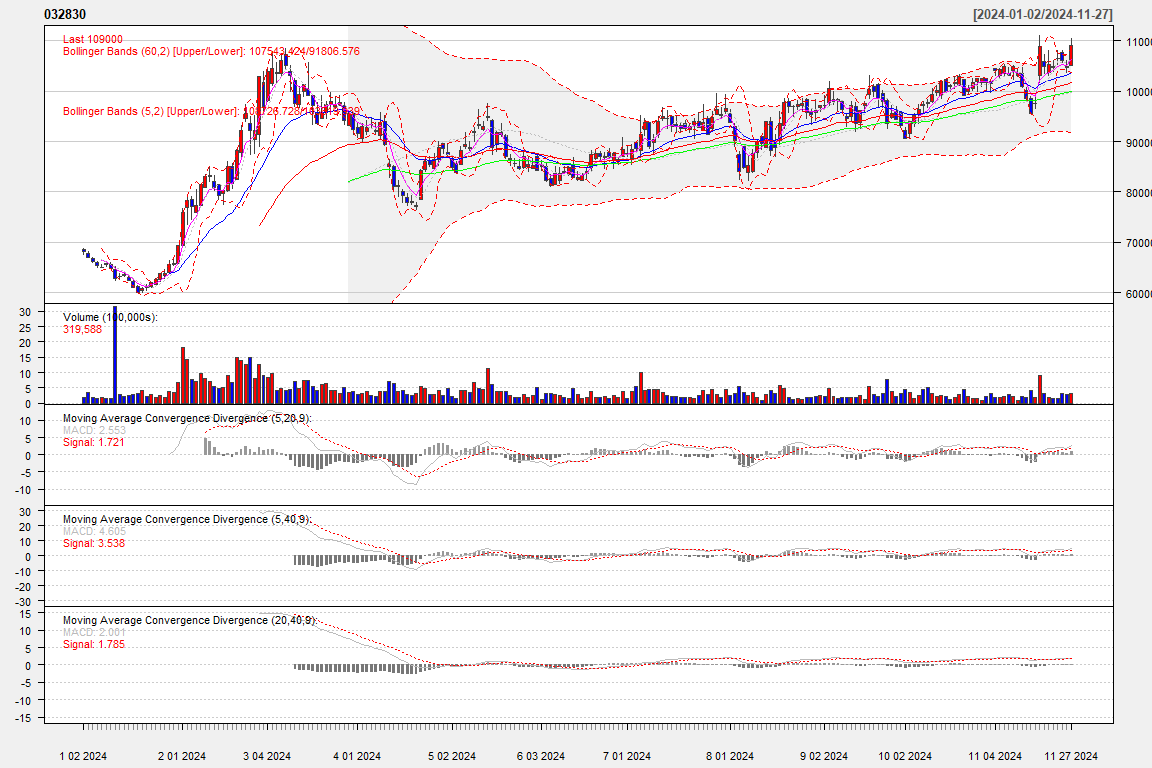 032830 [2024-01-02/2024-11-27]
Last 109000
Bollinger Bands (60,2) [Upper/Lower]: 107543.424/91806.576
Bollinger Bands (5,2) [Upper/Lower]:
11000
10000
90000
80000
70000
60000
Volume (100,000s):
319,588
30
25
20
15
10
5
0
Moving Average Convergence Divergence (5,20,9):
MACD: 2.553
Signal: 1.721
10
5
0
-5
-10
Moving Average Convergence Divergence (5,40,9):
MACD: 4.605
Signal: 3.538
30
20
10
0
-10
-20
-30
Moving Average Convergence Divergence (20,40,9):
MACD: 2.001
Signal: 1.785
15
10
5
0
-5
-10
-15
1 02 2024 2 01 2024 3 04 2024 4 01 2024 5 02 2024 6 03 2024 7 01 2024 8 01 2024 9 02 2024 10 02 2024 11 04 2024 11 27 2024